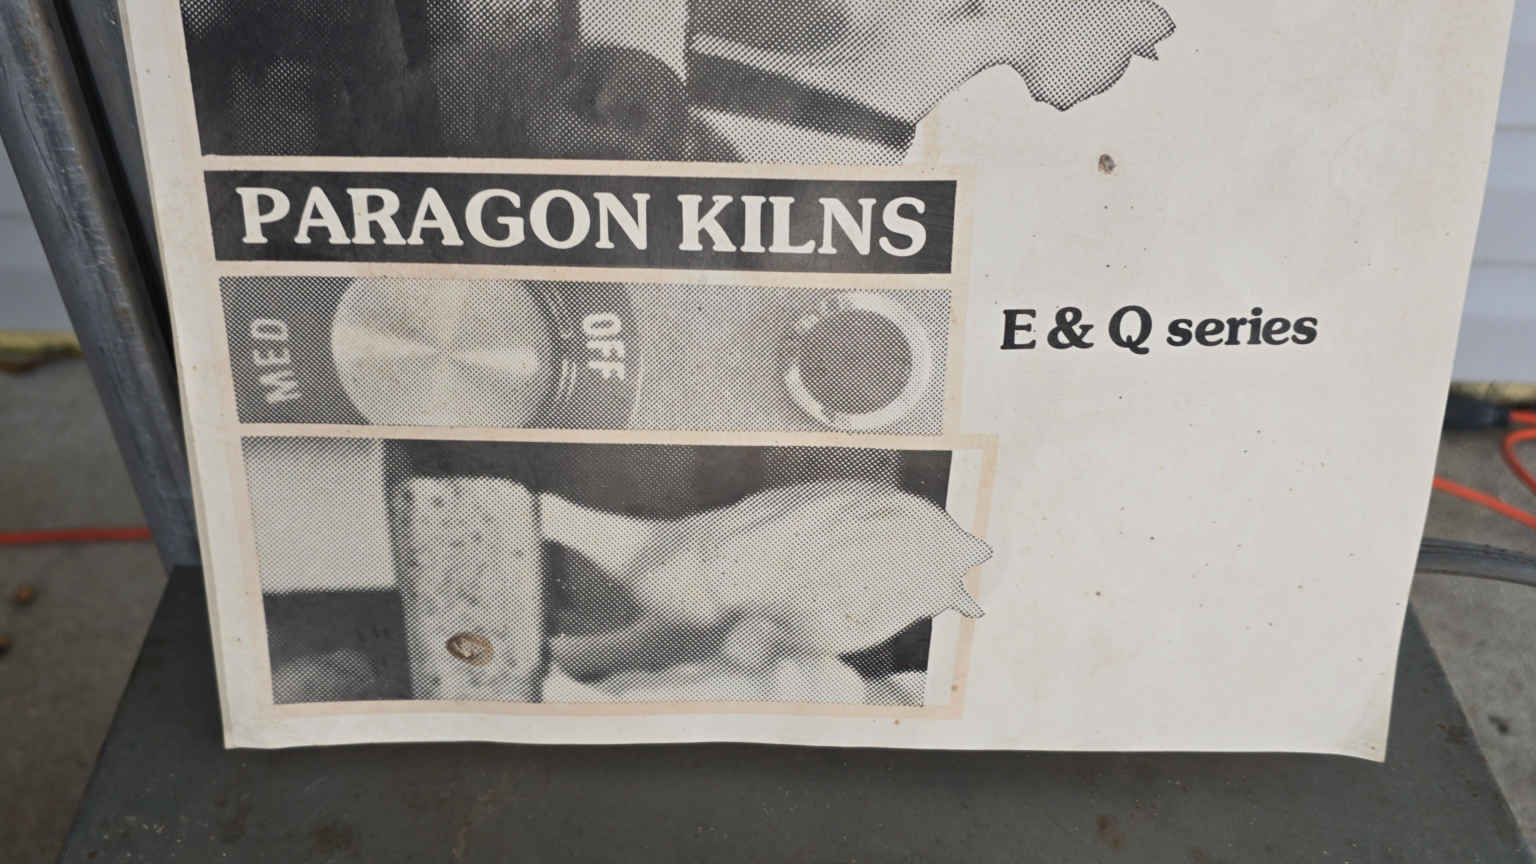 PARAGON KILNS
MED
OFF
E & Q series